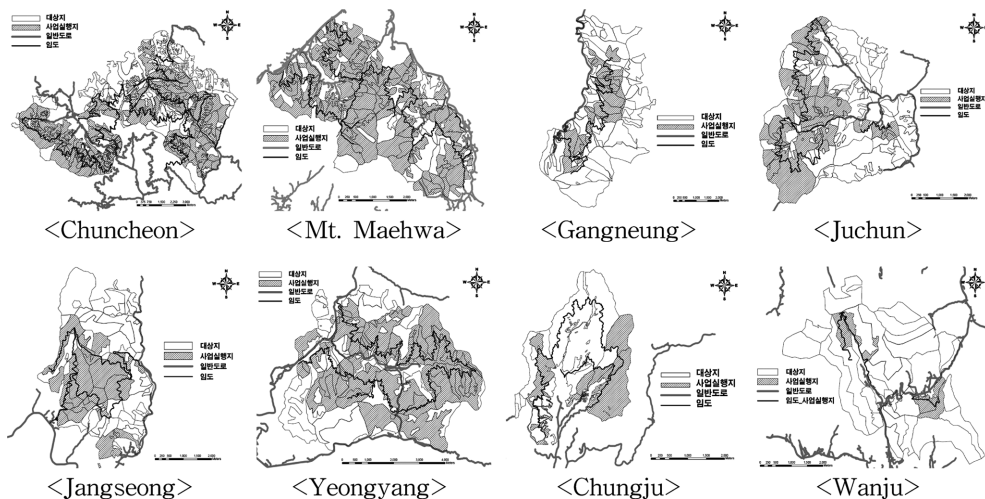 대상지
사업실행지
일반도로
임도
<Chuncheon>
대상지
사업실행지
일반도로
임도
<Mt. Maehwa>
대상지
사업실행지
일반도로
임도
<Gangneung>
대상지
사업실행지
일반도로
임도
<Juchun>
대상지
사업실행지
일반도로
임도
<Jangseong>
대상지
사업실행지
일반도로
임도
<Yeongyang>
대상지
사업실행지
일반도로
임도
<Chungju>
대상지
사업실행지
일반도로
임도_사업실행지
<Wanju>